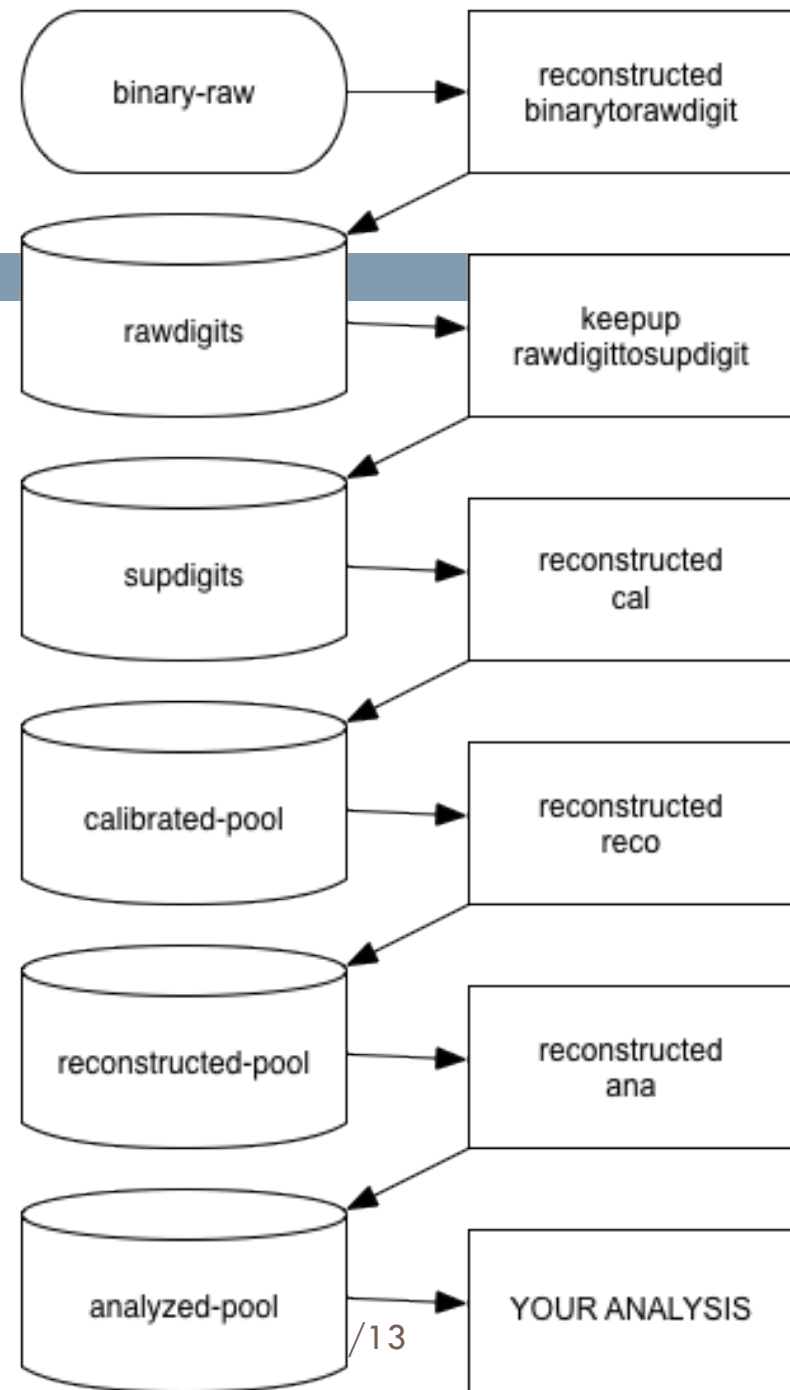 binary-raw
reconstructed
binarytorawdigit
rawdigits
keepup
rawdigittosupdigit
supdigits
reconstructed
cal
calibrated-pool
reconstructed
reco
reconstructed-pool
reconstructed
ana
analyzed-pool
YOUR ANALYSIS
/13